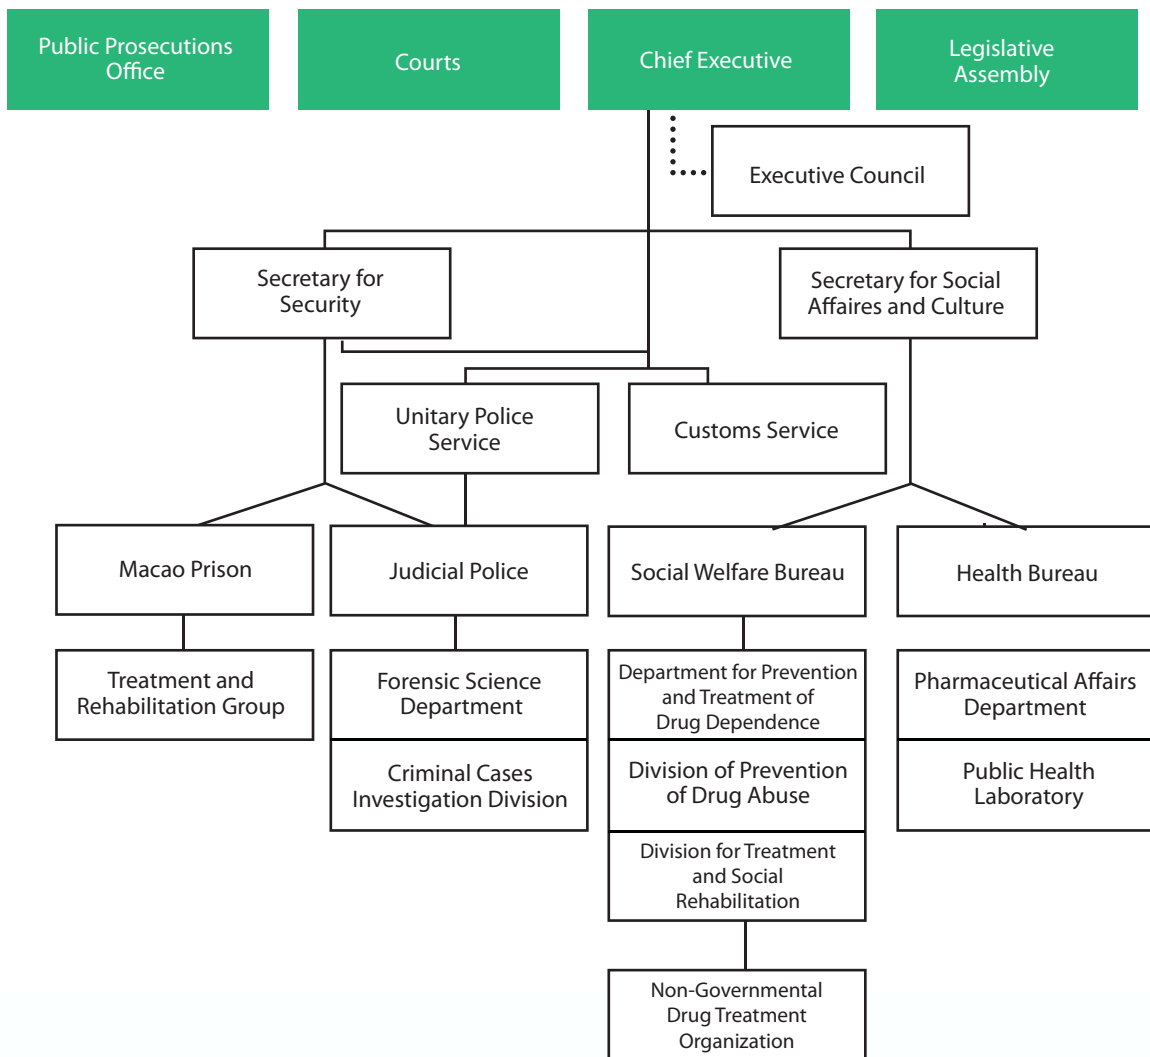 Public Prosecutions
Office
Courts
Chief Executive
Legislative
Assembly
Executive Council
Secretary for
Security
Secretary for Social
Affaires and Culture
Unitary Police
Service
Customs Service
Macao Prison
Judicial Police
Social Welfare Bureau
Health Bureau
Treatment and
Rehabilitation Group
Forensic Science
Department
Department for Prevention
and Treatment of
Drug Dependence
Pharmaceutical Affairs
Department
Criminal Cases
Investigation Division
Division of Prevention
of Drug Abuse
Public Health
Laboratory
Division for Treatment
and Social
Rehabilitation
Non-Governmental
Drug Treatment
Organization